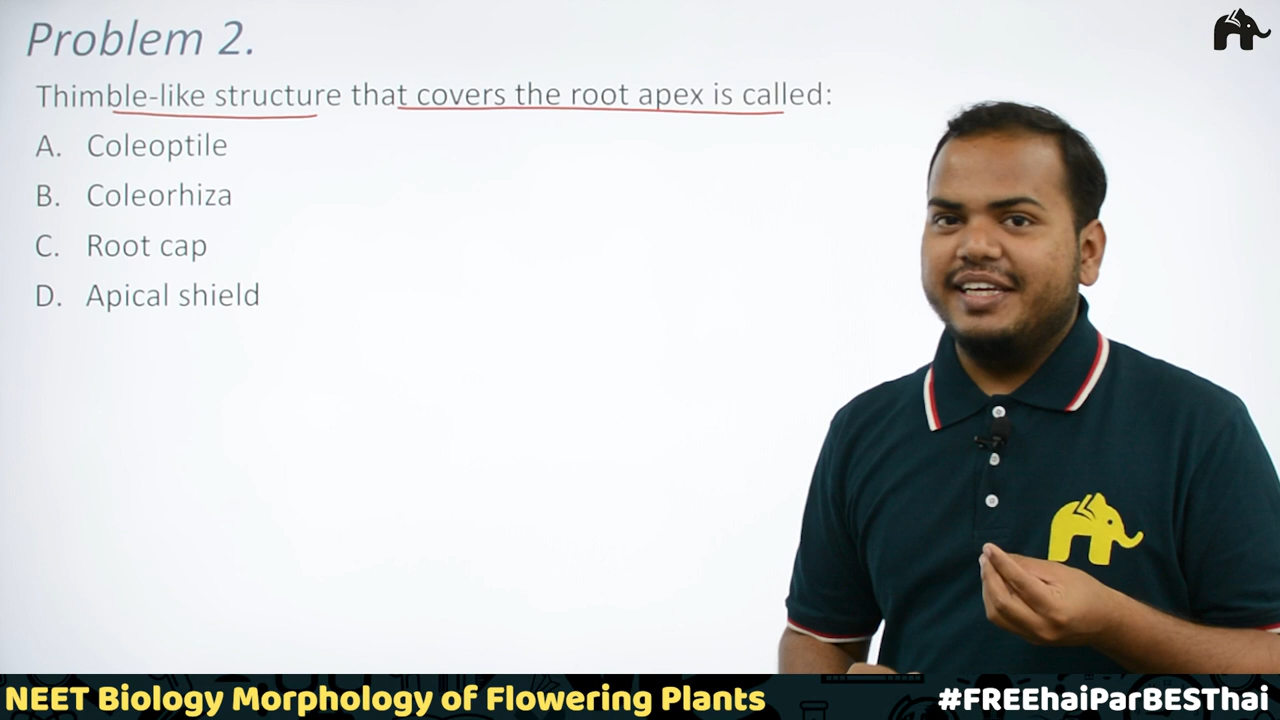 Problem 2.
Thimble-like structure that covers the root apex is called:
A. Coleoptile
B. Coleorhiza
C. Root cap
D. Apical shield
NEET Biology Morphology of Flowering Plants
#FREEhaiParBESThai